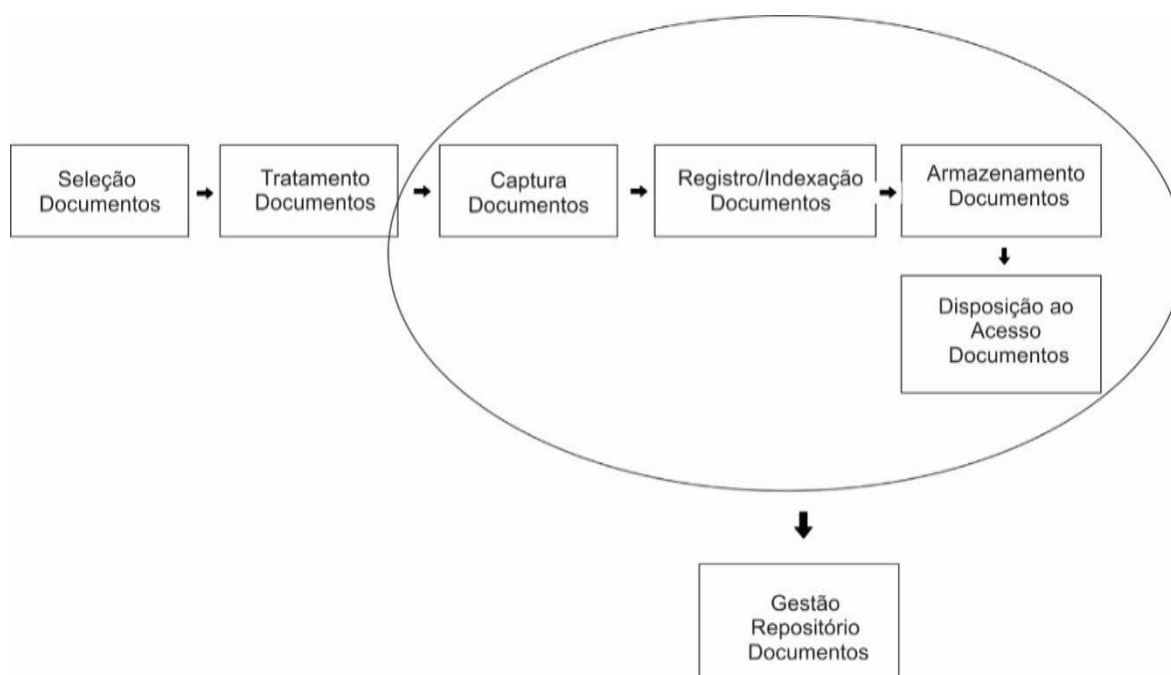 Seleção
Documentos
Tratamento
Documentos
Captura
Documentos
Registro/Indexação
Documentos
Armazenamento
Documentos
Disposição ao
Acesso
Documentos
Gestão
Repositório
Documentos